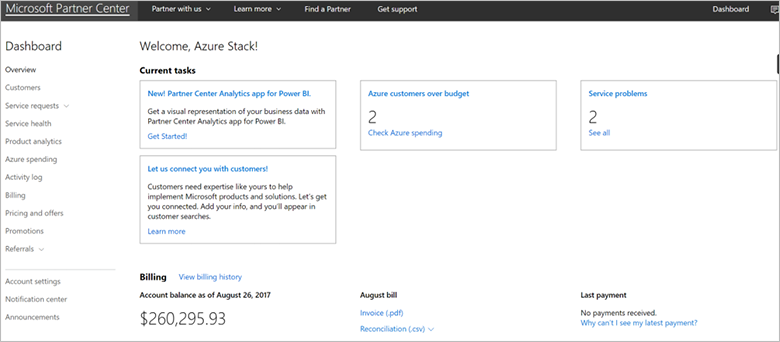 Microsoft Partner Center
Partner with us
Learn more
Find a Partner
Get support
Dashboard
Dashboard
Overview
Customers
Service requests
Service health
Product analytics
Azure spending
Activity log
Billing
Pricing and offers
Promotions
Referrals
Account settings
Notification center
Announcements
Welcome, Azure Stack!
Current tasks
New! Partner Center Analytics app for Power BI.
Get a visual representation of your business data with
Partner Center Analytics app for Power BI.
Get Started!
Azure customers over budget
2
Check Azure spending
Service problems
2
See all
Let us connect you with customers!
Customers need expertise like yours to help
implement Microsoft products and solutions. Let's get
you connected. Add your info, and you'll appear in
customer searches.
Learn more
Billing
View billing history
Account balance as of August 26, 2017
$260,295.93
August bill
Invoice (.pdf)
Reconciliation (.csv)
Last payment
No payments received.
Why can't I see my latest payment?